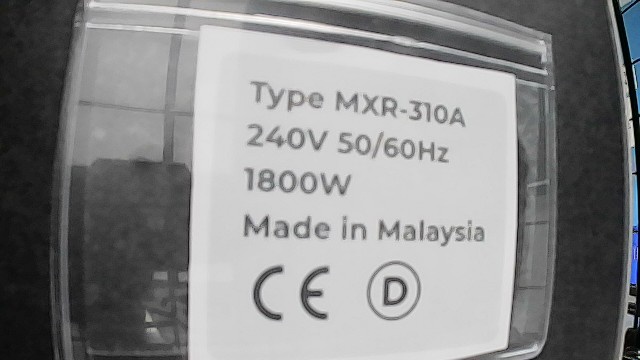 Type MXR-310A
240V 50/60Hz
1800W
Made in Malaysia
CE D